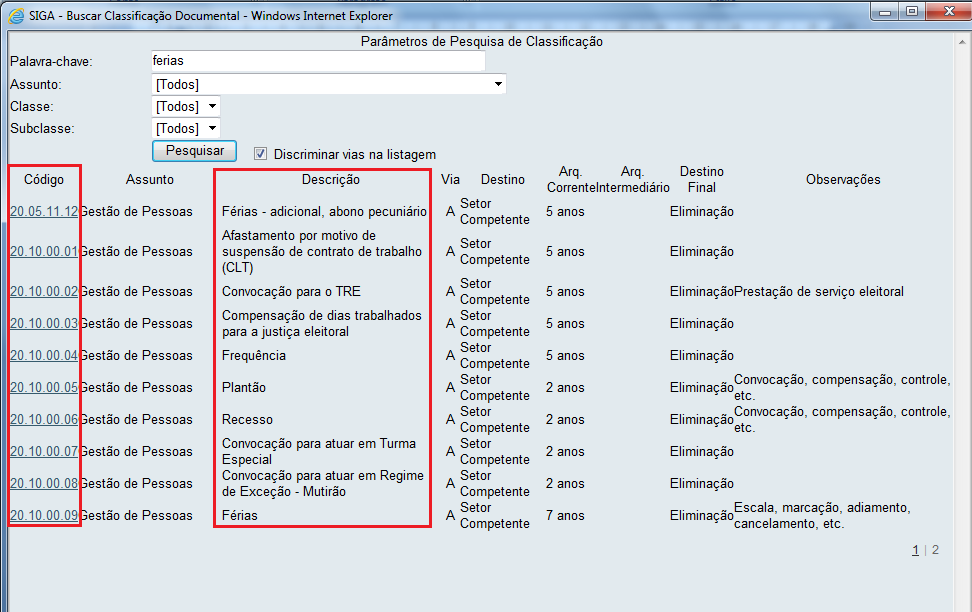 SIGA - Buscar Classificação Documental - Windows Internet Explorer
Parâmetros de Pesquisa de Classificação
Palavra-chave: ferias
Assunto: [Todos]
Classe: [Todos]
Subclasse: [Todos]
Pesquisar Discriminar vias na listagem
Código Assunto Descrição Via Destino Arq. Corrente Arq. Intermediário Destino Final Observações
20.05.11.12 Gestão de Pessoas Férias - adicional, abono pecuniário A Setor Competente 5 anos Eliminação
20.10.00.01 Gestão de Pessoas Afastamento por motivo de suspensão de contrato de trabalho (CLT) A Setor Competente 5 anos Eliminação
20.10.00.02 Gestão de Pessoas Convocação para o TRE A Setor Competente 5 anos Eliminação Prestação de serviço eleitoral
20.10.00.03 Gestão de Pessoas Compensação de dias trabalhados para a justiça eleitoral A Setor Competente 5 anos Eliminação
20.10.00.04 Gestão de Pessoas Frequência A Setor Competente 5 anos Eliminação
20.10.00.05 Gestão de Pessoas Plantão A Setor Competente 2 anos Eliminação Convocação, compensação, controle, etc.
20.10.00.06 Gestão de Pessoas Recesso A Setor Competente 2 anos Eliminação Convocação, compensação, controle, etc.
20.10.00.07 Gestão de Pessoas Convocação para atuar em Turma Especial A Setor Competente 2 anos Eliminação
20.10.00.08 Gestão de Pessoas Convocação para atuar em Regime de Exceção - Mutirão A Setor Competente 2 anos Eliminação
20.10.00.09 Gestão de Pessoas Férias A Setor Competente 7 anos Eliminação Escala, marcação, adiamento, cancelamento, etc.
1 | 2